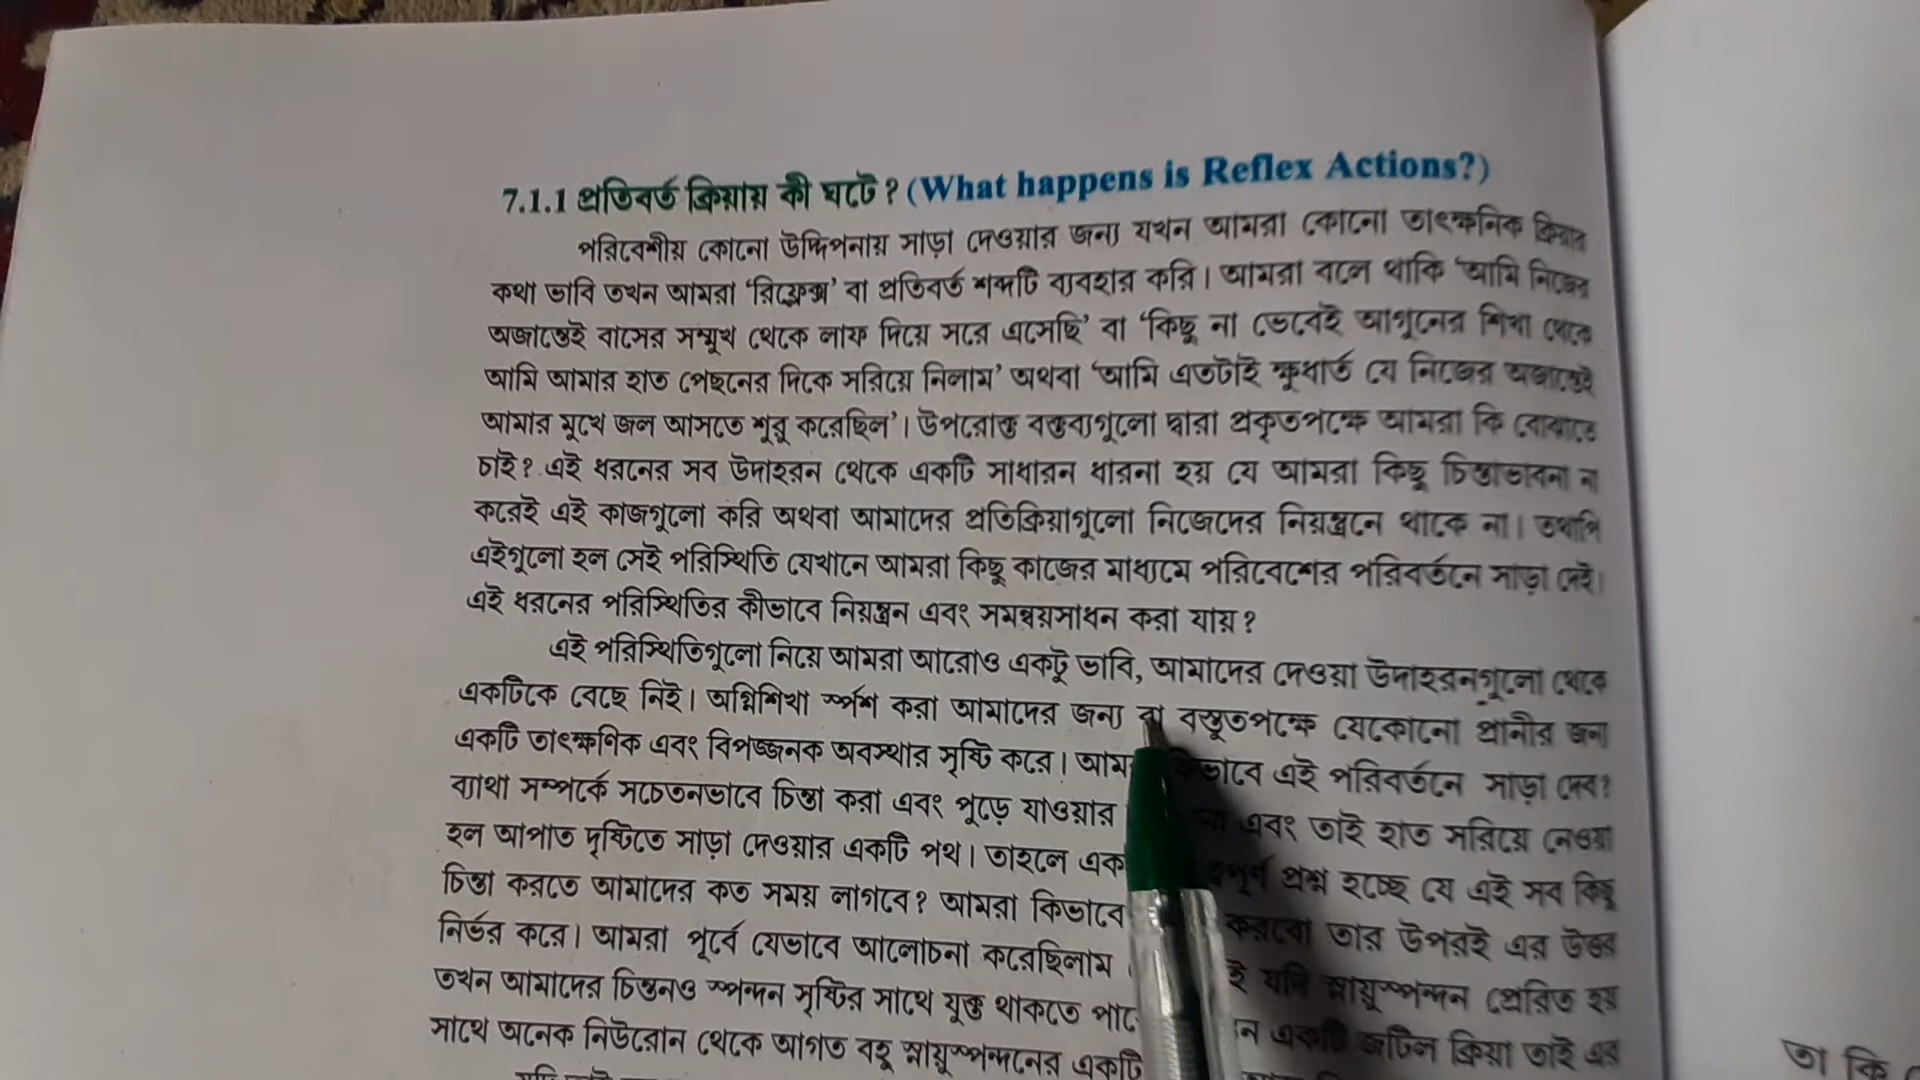 7.1.1 প্রতিবর্ত ক্রিয়ায় কী ঘটে? (What happens is Reflex Actions?)
পরিবেশীয় কোনো উদ্দিপনায় সাড়া দেওয়ার জন্য যখন আমরা কোনো তাৎক্ষনিক ক্রিয়ার
কথা ভাবি তখন আমরা ‘রিফ্লেক্স’ বা প্রতিবর্ত শব্দটি ব্যবহার করি। আমরা বলে থাকি ‘আমি নিজের
অজান্তেই বাসের সম্মুখ থেকে লাফ দিয়ে সরে এসেছি’ বা ‘কিছু না ভেবেই আগুনের শিখা থেকে
আমি আমার হাত পেছনের দিকে সরিয়ে নিলাম’ অথবা ‘আমি এতটাই ক্ষুধার্ত যে নিজের অজান্তেই
আমার মুখে জল আসতে শুরু করেছিল’। উপরোক্ত বক্তব্যগুলো দ্বারা প্রকৃতপক্ষে আমরা কি বোঝাতে
চাই? এই ধরনের সব উদাহরন থেকে একটি সাধারন ধারনা হয় যে আমরা কিছু চিন্তাভাবনা না
করেই এই কাজগুলো করি অথবা আমাদের প্রতিক্রিয়াগুলো নিজেদের নিয়ন্ত্রনে থাকে না। তথাপি
এইগুলো হল সেই পরিস্থিতি যেখানে আমরা কিছু কাজের মাধ্যমে পরিবেশের পরিবর্তনে সাড়া দেই।
এই ধরনের পরিস্থিতির কীভাবে নিয়ন্ত্রন এবং সমন্বয়সাধন করা যায়?
এই পরিস্থিতিগুলো নিয়ে আমরা আরোও একটু ভাবি, আমাদের দেওয়া উদাহরনগুলো থেকে
একটিকে বেছে নিই। অগ্নিশিখা র্স্পশ করা আমাদের জন্য বা বস্তুতপক্ষে যেকোনো প্রানীর জন্য
একটি তাৎক্ষণিক এবং বিপজ্জনক অবস্থার সৃষ্টি করে। এই পরিবর্তনে সাড়া দেব?
ব্যাথা সম্পর্কে সচেতনভাবে চিন্তা করা এবং পুড়ে যাওয়ার এবং তাই হাত সরিয়ে নেওয়া
হল আপাত দৃষ্টিতে সাড়া দেওয়ার একটি পথ। তাহলে প্রশ্ন হচ্ছে যে এই সব কিছু
চিন্তা করতে আমাদের কত সময় লাগবে? আমরা কিভাবে করবো তার উপরই এর উত্তর
নির্ভর করে। আমরা পূর্বে যেভাবে আলোচনা করেছিলাম যদি স্নায়ুস্পন্দন প্রেরিত হয়
তখন আমাদের চিন্তনও স্পন্দন সৃষ্টির সাথে যুক্ত থাকতে একটি জটিল ক্রিয়া তাই এর
সাথে অনেক নিউরোন থেকে আগত বহু স্নায়ুস্পন্দনের একটি
তা কি